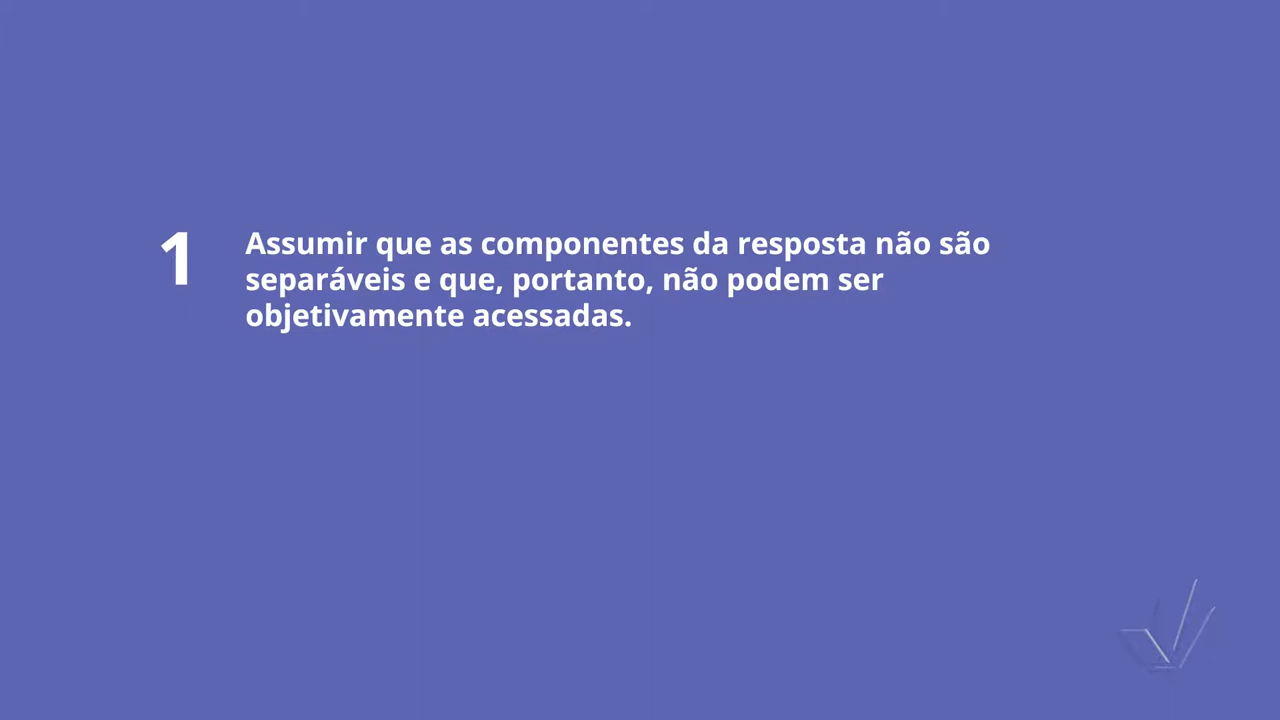 1
Assumir que as componentes da resposta não são
separáveis e que, portanto, não podem ser
objetivamente acessadas.